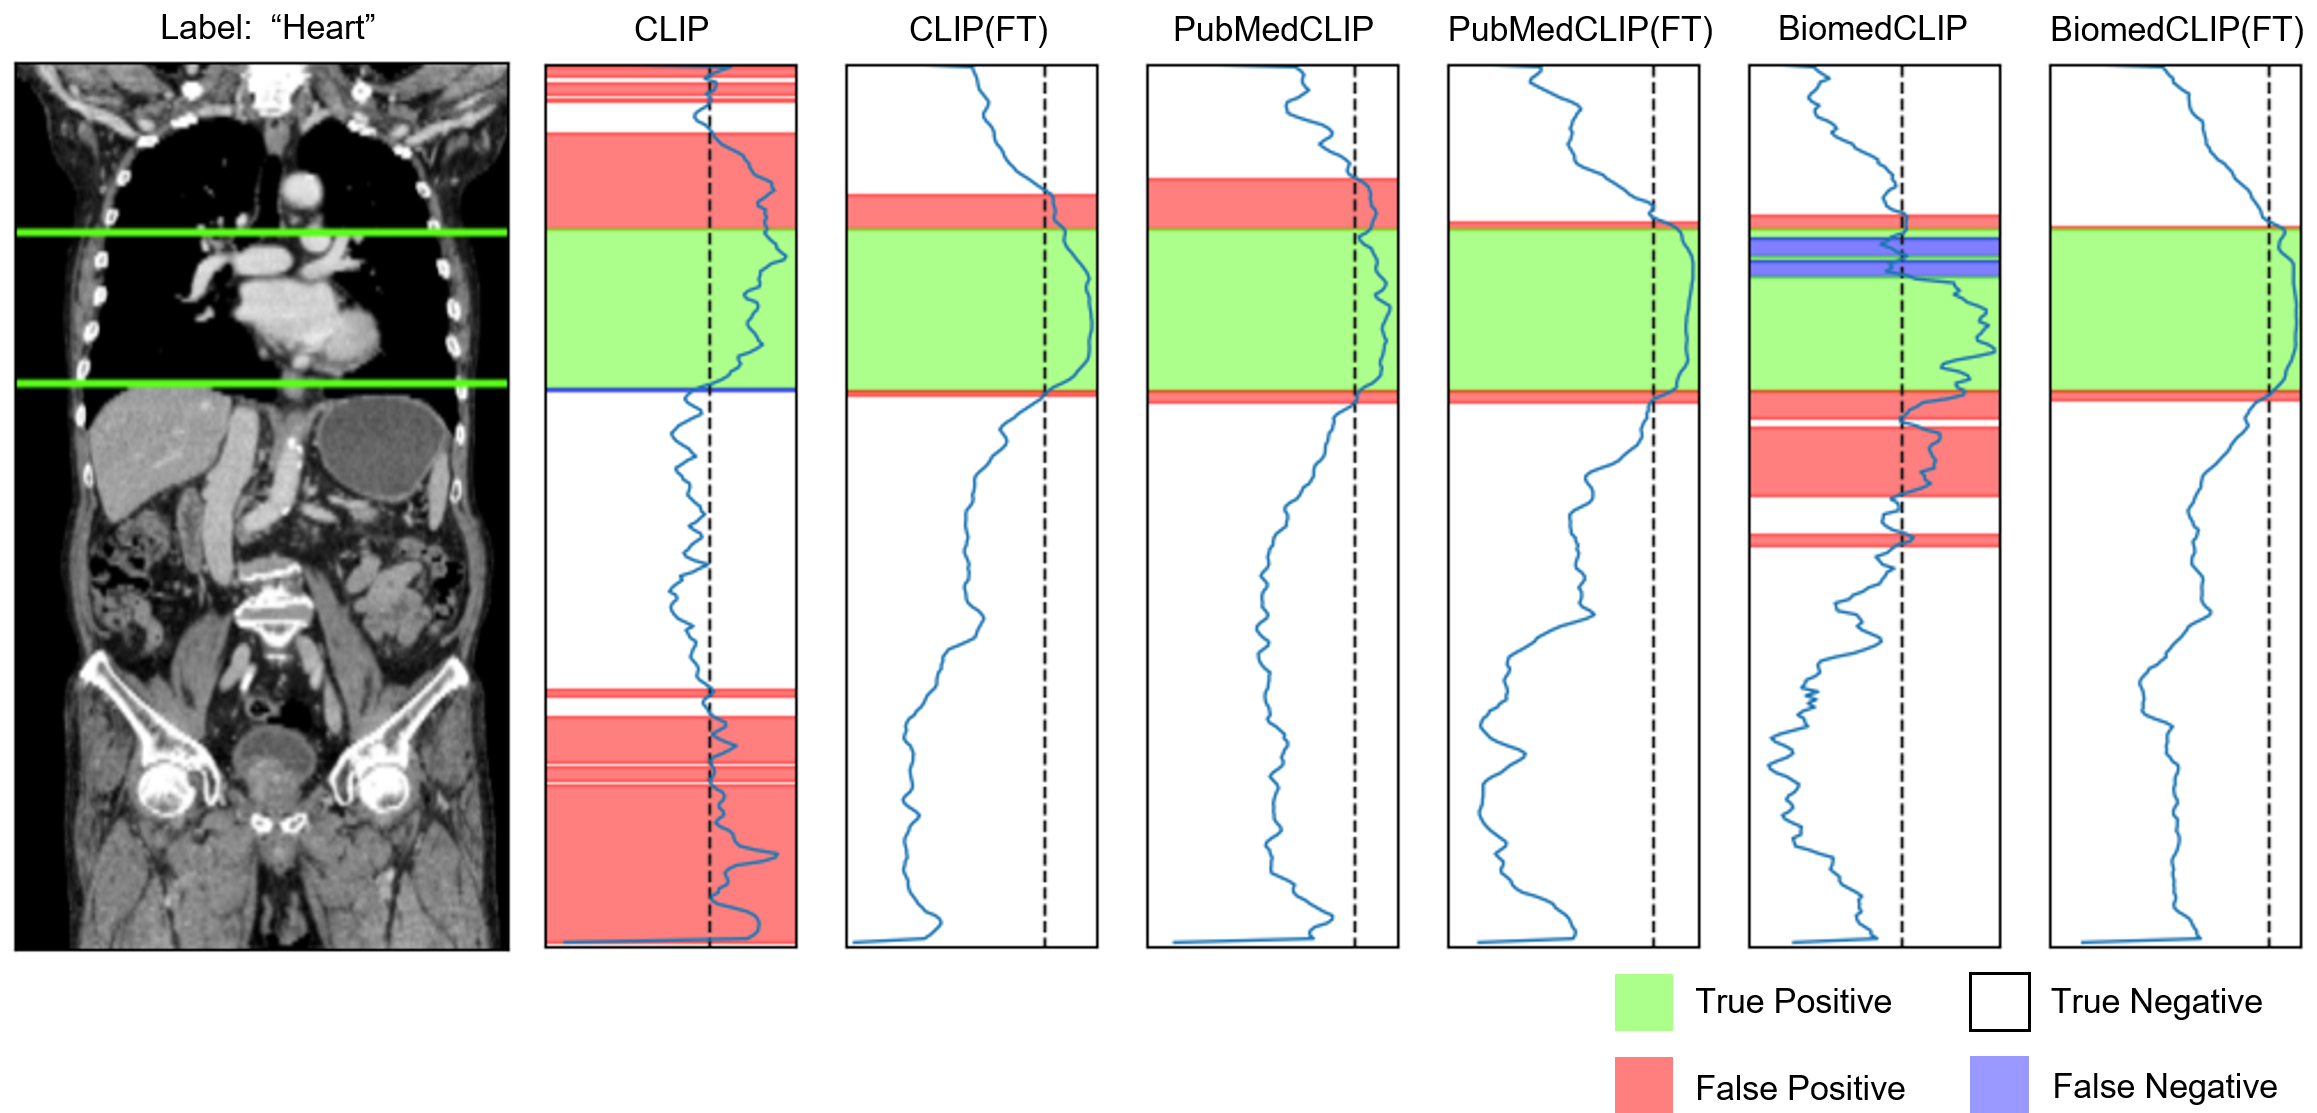 Label: “Heart”
CLIP
CLIP(FT)
PubMedCLIP
PubMedCLIP(FT)
BiomedCLIP
BiomedCLIP(FT)
True Positive
True Negative
False Positive
False Negative